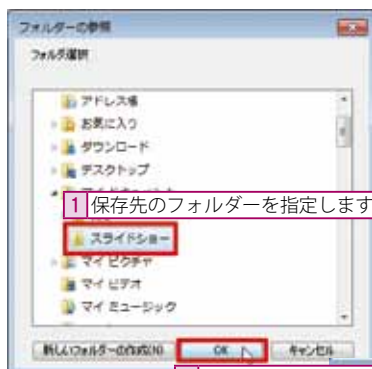 フォルダーの参照
フォルダ選択
アドレス帳
お気に入り
ダウンロード
デスクトップ
1 保存先のフォルダーを指定します
スライドショー
マイ ピクチャ
マイ ビデオ
マイ ミュージック
新しいフォルダーの作成(N) OK キャンセル